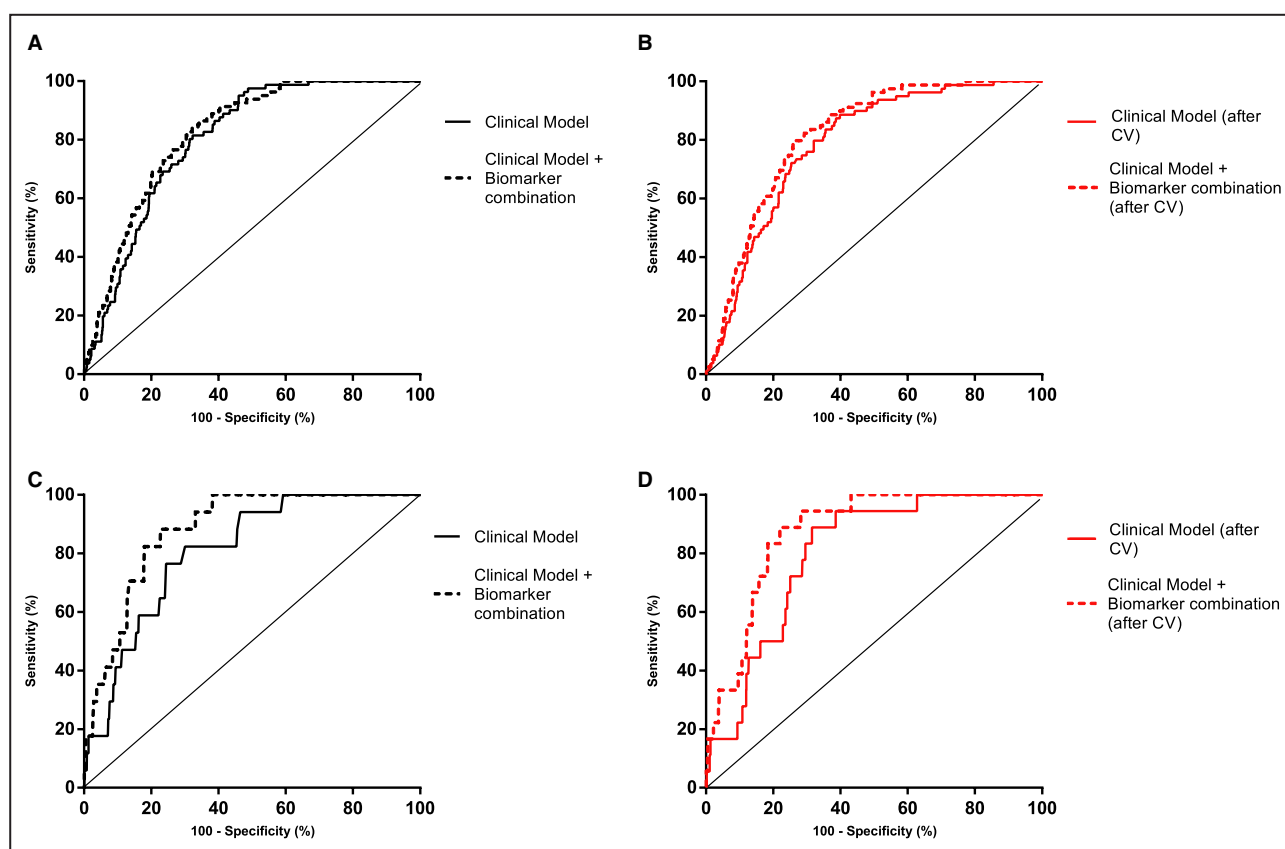 A
100
80
60
40
20
0
Sensitivity (%)
0 20 40 60 80 100
100 - Specificity (%)
Clinical Model
Clinical Model +
Biomarker
combination
B
100
80
60
40
20
0
Sensitivity (%)
0 20 40 60 80 100
100 - Specificity (%)
Clinical Model (after
CV)
Clinical Model +
Biomarker combination
(after CV)
C
100
80
60
40
20
0
Sensitivity (%)
0 20 40 60 80 100
100 - Specificity (%)
Clinical Model
Clinical Model +
Biomarker
combination
D
100
80
60
40
20
0
Sensitivity (%)
0 20 40 60 80 100
100 - Specificity (%)
Clinical Model (after
CV)
Clinical Model +
Biomarker combination
(after CV)